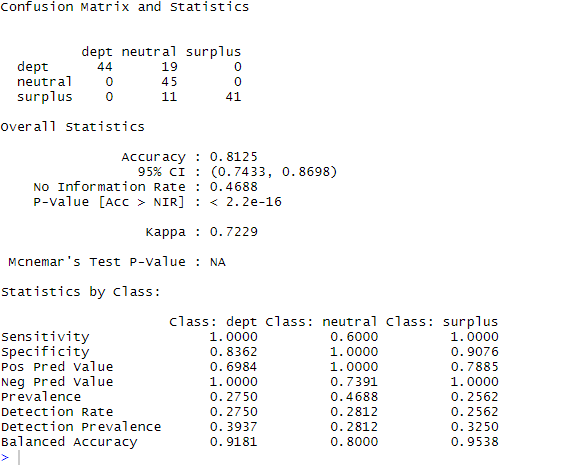 Confusion Matrix and Statistics
dept neutral surplus
dept 44 19 0
neutral 0 45 0
surplus 0 11 41
Overall Statistics
Accuracy : 0.8125
95% CI : (0.7433, 0.8698)
No Information Rate : 0.4688
P-Value [Acc > NIR] : < 2.2e-16
Kappa : 0.7229
Mcnemar's Test P-Value : NA
Statistics by Class:
Class: dept Class: neutral Class: surplus
Sensitivity 1.0000 0.6000 1.0000
Specificity 0.8362 1.0000 0.9076
Pos Pred Value 0.6984 1.0000 0.7885
Neg Pred Value 1.0000 0.7391 1.0000
Prevalence 0.2750 0.4688 0.2562
Detection Rate 0.2750 0.2812 0.2562
Detection Prevalence 0.3937 0.2812 0.3250
Balanced Accuracy 0.9181 0.8000 0.9538
>